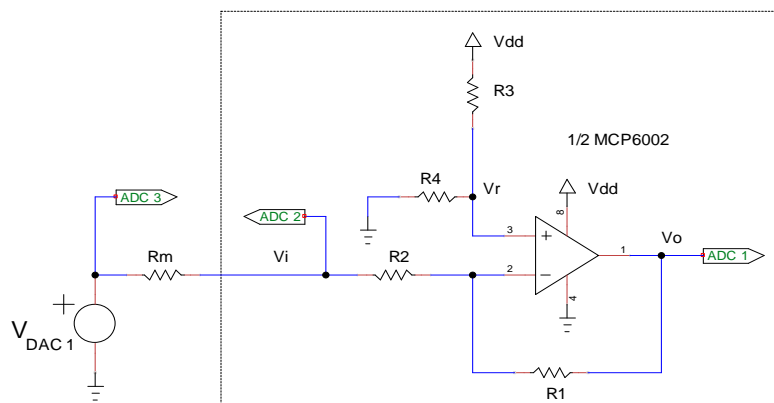 Vdd
R3
1/2 MCP6002
R4
Vr
Vdd
8
ADC 3
ADC 2
3
+
Vo
1
ADC 1
Rm
Vi
R2
2
−
4
+
V DAC 1
R1